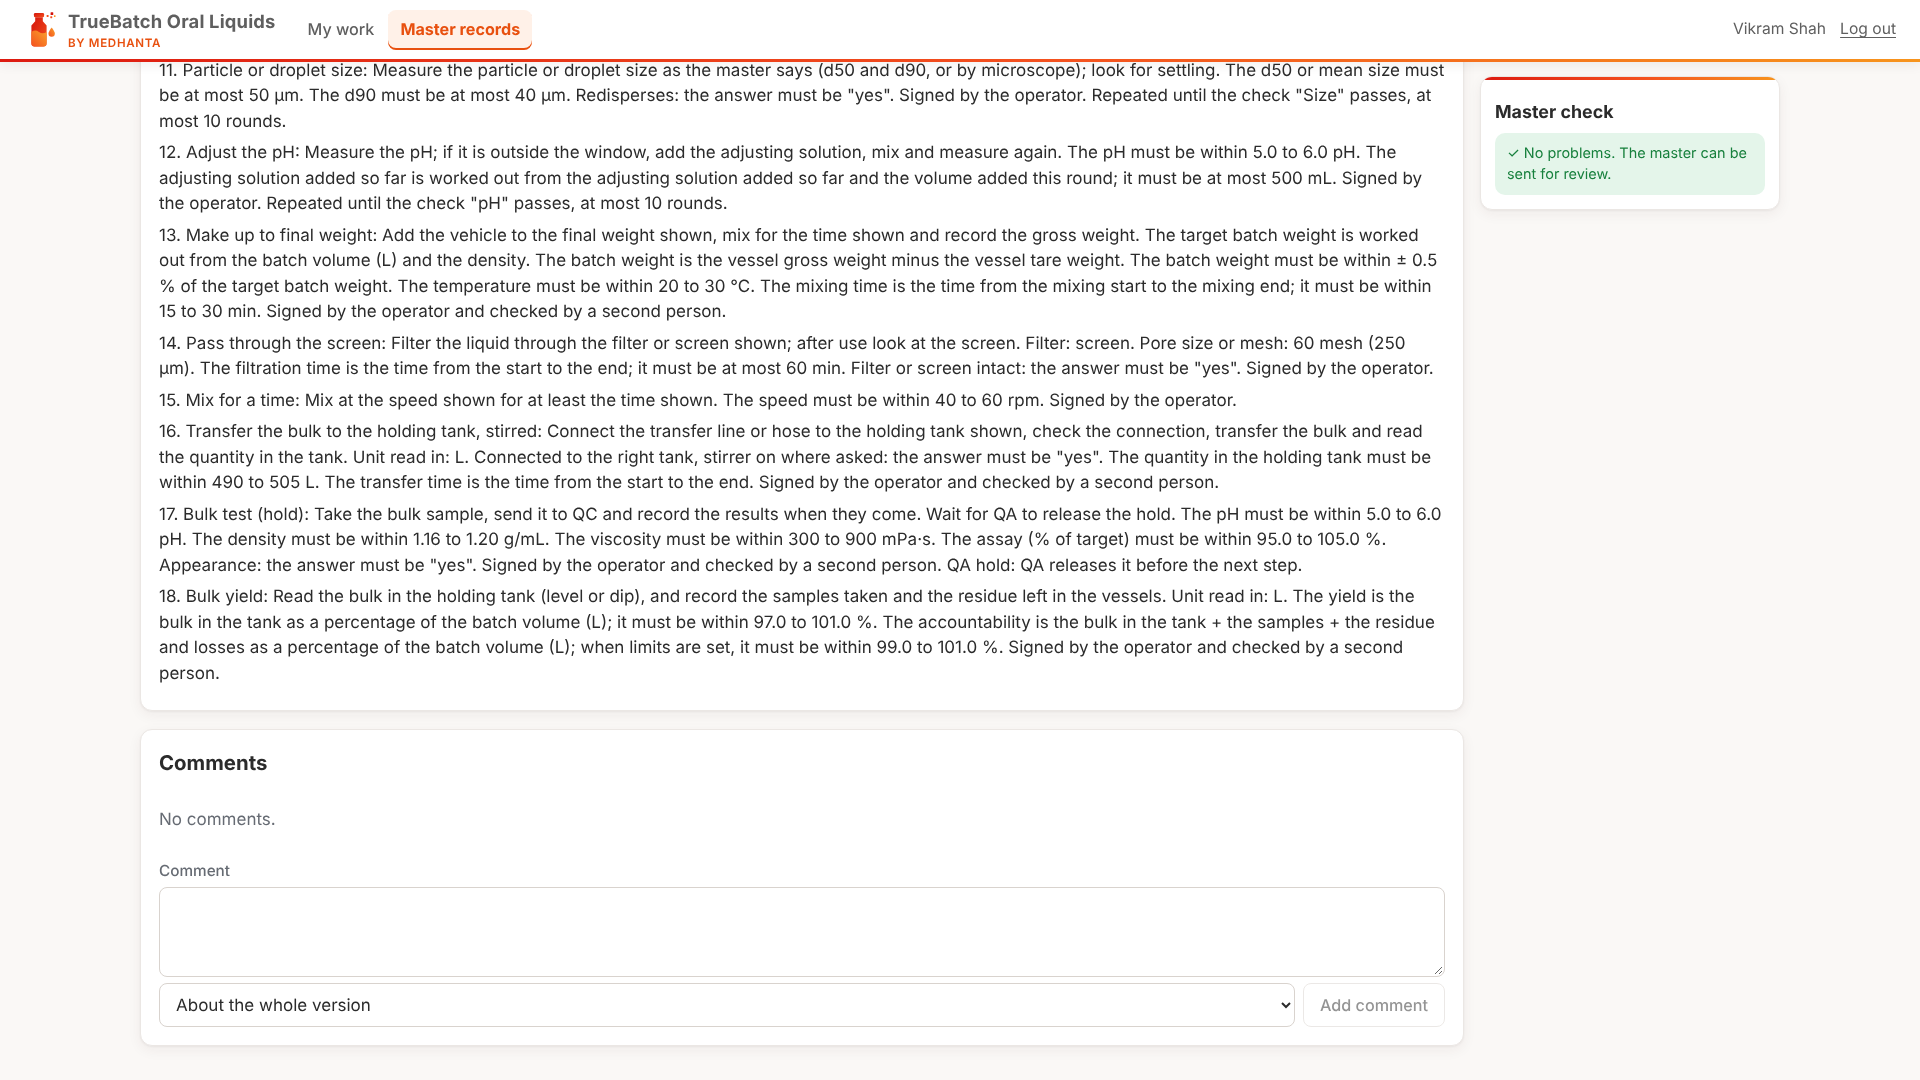 TrueBatch Oral Liquids
BY MEDHANTA
My work
Master records
Vikram Shah
Log out
11. Particle or droplet size: Measure the particle or droplet size as the master says (d50 and d90, or by microscope); look for settling. The d50 or mean size must
be at most 50 µm. The d90 must be at most 40 µm. Redisperses: the answer must be "yes". Signed by the operator. Repeated until the check "Size" passes, at
most 10 rounds.
12. Adjust the pH: Measure the pH; if it is outside the window, add the adjusting solution, mix and measure again. The pH must be within 5.0 to 6.0 pH. The
adjusting solution added so far is worked out from the adjusting solution added so far and the volume added this round; it must be at most 500 mL. Signed by
the operator. Repeated until the check "pH" passes, at most 10 rounds.
13. Make up to final weight: Add the vehicle to the final weight shown, mix for the time shown and record the gross weight. The target batch weight is worked
out from the batch volume (L) and the density. The batch weight is the vessel gross weight minus the vessel tare weight. The batch weight must be within ± 0.5
% of the target batch weight. The temperature must be within 20 to 30 °C. The mixing time is the time from the mixing start to the mixing end; it must be within
15 to 30 min. Signed by the operator and checked by a second person.
14. Pass through the screen: Filter the liquid through the filter or screen shown; after use look at the screen. Filter: screen. Pore size or mesh: 60 mesh (250
µm). The filtration time is the time from the start to the end; it must be at most 60 min. Filter or screen intact: the answer must be "yes". Signed by the operator.
15. Mix for a time: Mix at the speed shown for at least the time shown. The speed must be within 40 to 60 rpm. Signed by the operator.
16. Transfer the bulk to the holding tank, stirred: Connect the transfer line or hose to the holding tank shown, check the connection, transfer the bulk and read
the quantity in the tank. Unit read in: L. Connected to the right tank, stirrer on where asked: the answer must be "yes". The quantity in the holding tank must be
within 490 to 505 L. The transfer time is the time from the start to the end. Signed by the operator and checked by a second person.
17. Bulk test (hold): Take the bulk sample, send it to QC and record the results when they come. Wait for QA to release the hold. The pH must be within 5.0 to 6.0
pH. The density must be within 1.16 to 1.20 g/mL. The viscosity must be within 300 to 900 mPa·s. The assay (% of target) must be within 95.0 to 105.0 %.
Appearance: the answer must be "yes". Signed by the operator and checked by a second person. QA hold: QA releases it before the next step.
18. Bulk yield: Read the bulk in the holding tank (level or dip), and record the samples taken and the residue left in the vessels. Unit read in: L. The yield is the
bulk in the tank as a percentage of the batch volume (L); it must be within 97.0 to 101.0 %. The accountability is the bulk in the tank + the samples + the residue
and losses as a percentage of the batch volume (L); when limits are set, it must be within 99.0 to 101.0 %. Signed by the operator and checked by a second
person.
Master check
✓ No problems. The master can be
sent for review.
Comments
No comments.
Comment
About the whole version
Add comment